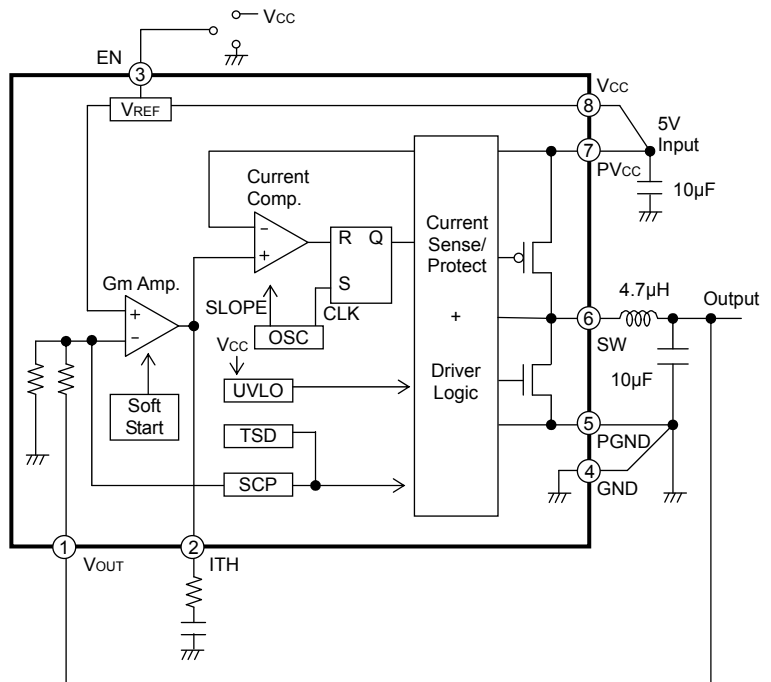 VCC
EN
3
VCC
VREF
8
5V
Input
7
PVCC
10µF
Current
Comp.
Current
Sense/
Protect
+
Driver
Logic
−
+
R
Q
S
Gm Amp.
SLOPE
CLK
OSC
4.7µH
Output
6
SW
+
−
VCC
10µF
UVLO
Soft
Start
TSD
5
PGND
SCP
4
GND
1
VOUT
2
ITH